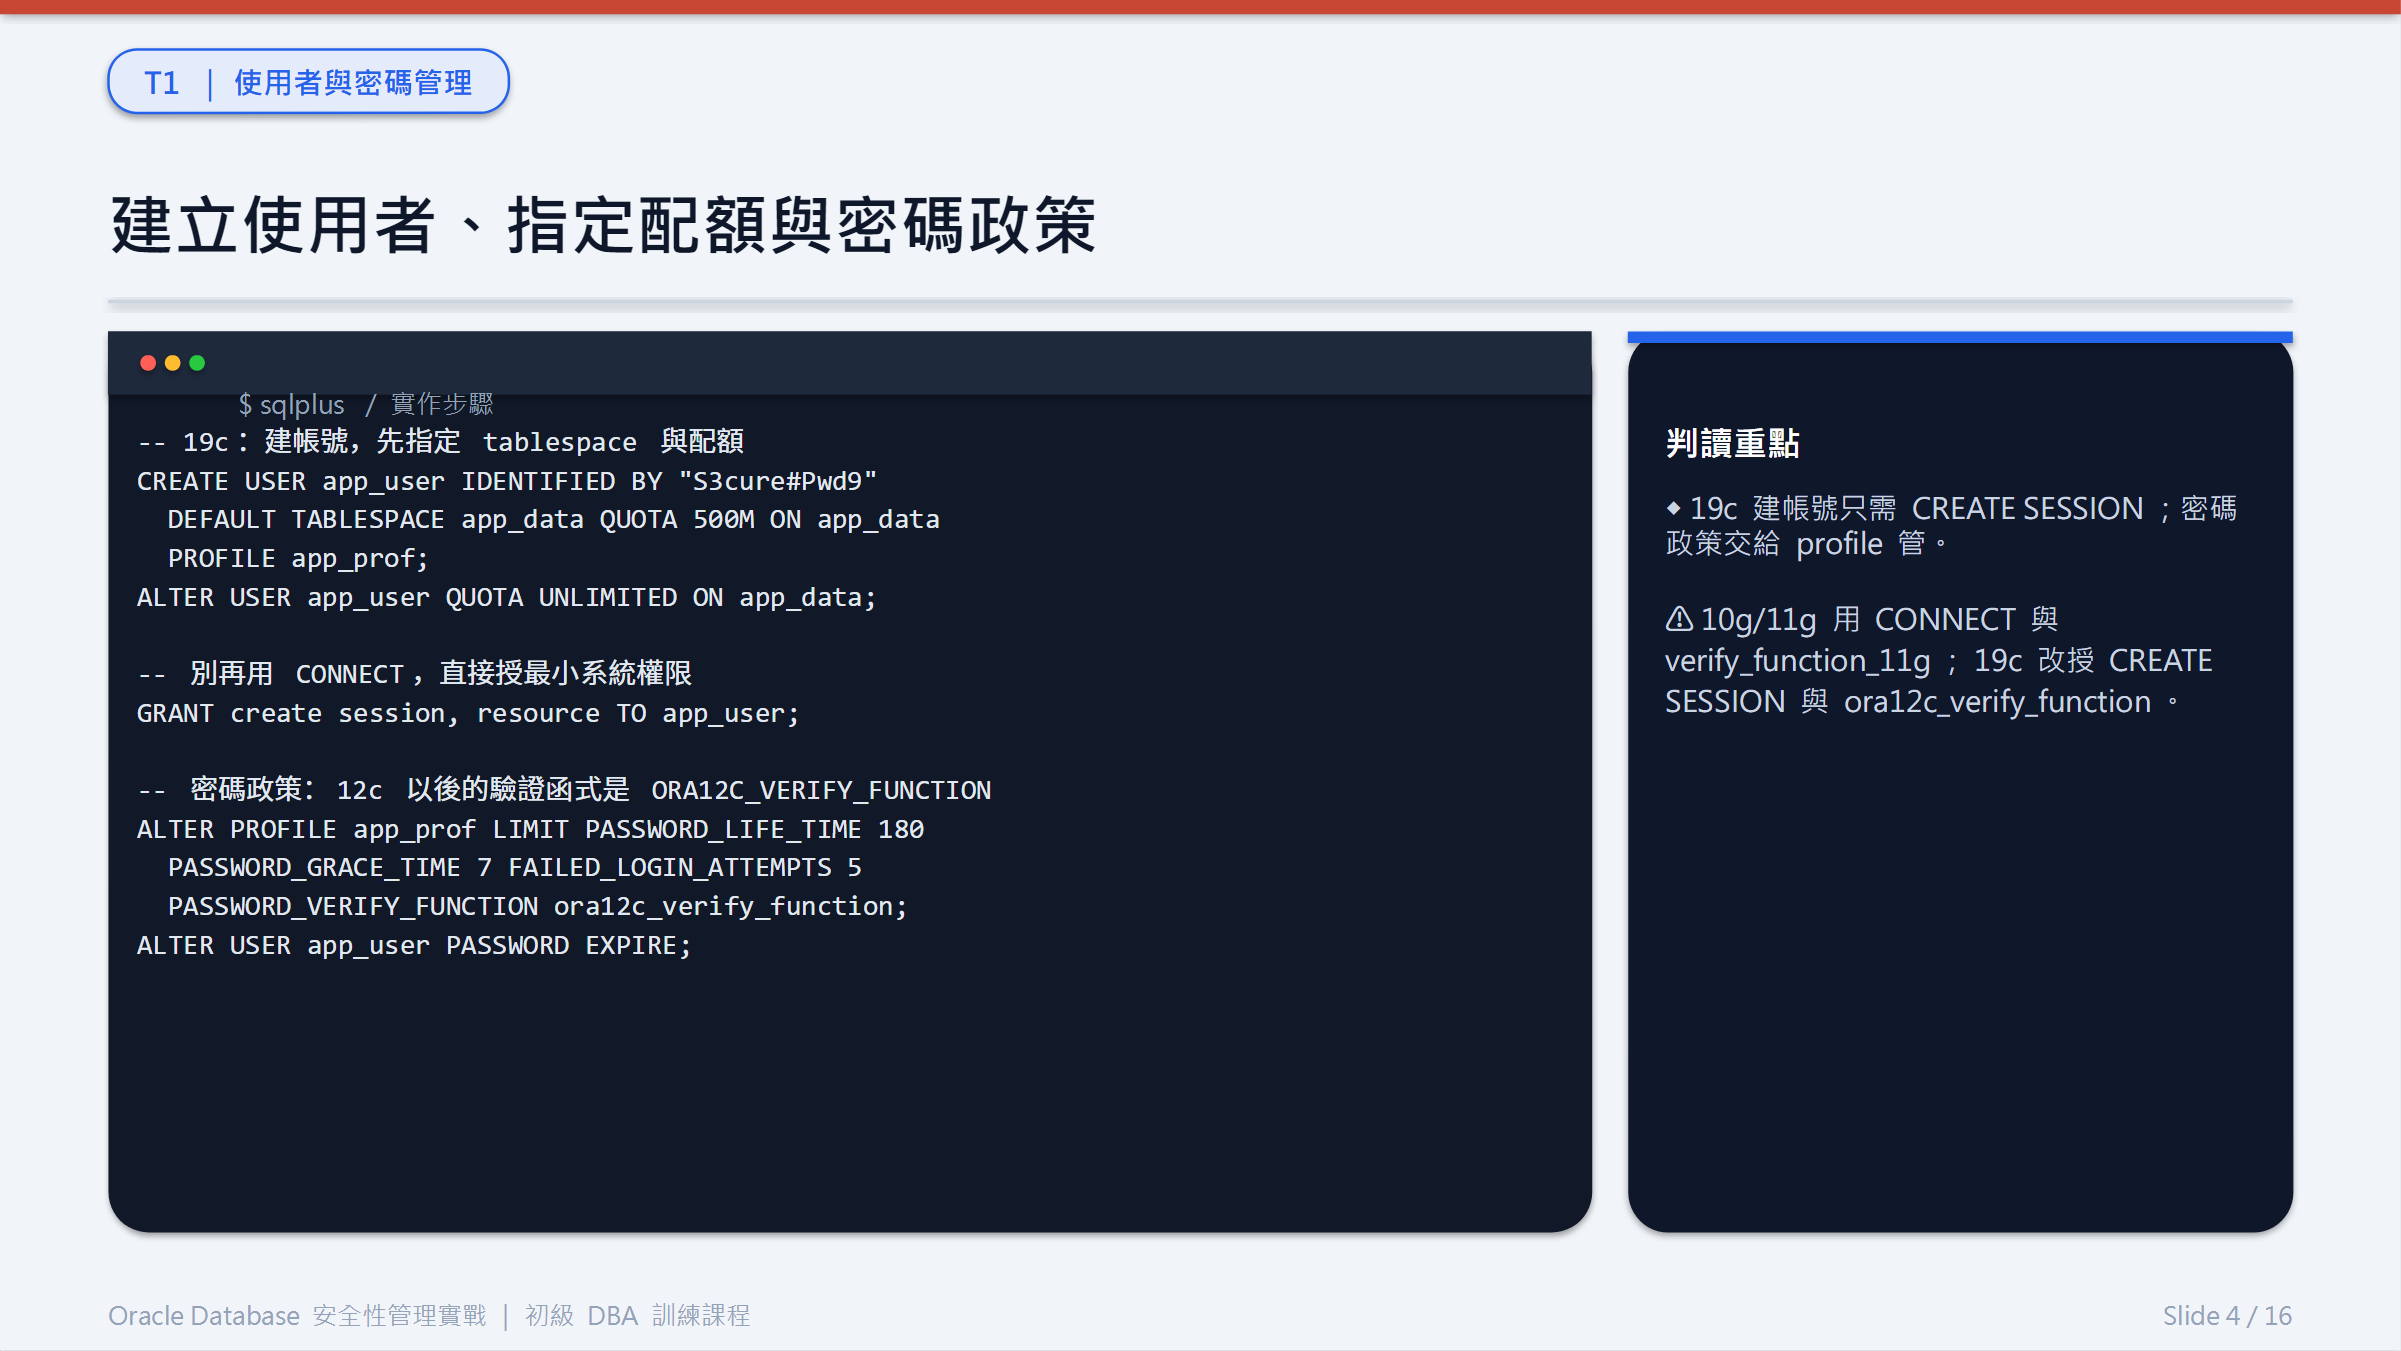 T1 ｜ 使用者與密碼管理
建立使用者、指定配額與密碼政策
$ sqlplus / 實作步驟
-- 19c：建帳號，先指定 tablespace 與配額
CREATE USER app_user IDENTIFIED BY "S3cure#Pwd9"
  DEFAULT TABLESPACE app_data QUOTA 500M ON app_data
  PROFILE app_prof;
ALTER USER app_user QUOTA UNLIMITED ON app_data;
-- 別再用 CONNECT，直接授最小系統權限
GRANT create session, resource TO app_user;
-- 密碼政策：12c 以後的驗證函式是 ORA12C_VERIFY_FUNCTION
ALTER PROFILE app_prof LIMIT PASSWORD_LIFE_TIME 180
  PASSWORD_GRACE_TIME 7 FAILED_LOGIN_ATTEMPTS 5
  PASSWORD_VERIFY_FUNCTION ora12c_verify_function;
ALTER USER app_user PASSWORD EXPIRE;
判讀重點
◆ 19c 建帳號只需 CREATE SESSION；密碼
政策交給 profile 管。
⚠ 10g/11g 用 CONNECT 與
verify_function_11g；19c 改授 CREATE
SESSION 與 ora12c_verify_function。
Oracle Database 安全性管理實戰｜初級 DBA 訓練課程
Slide 4 / 16